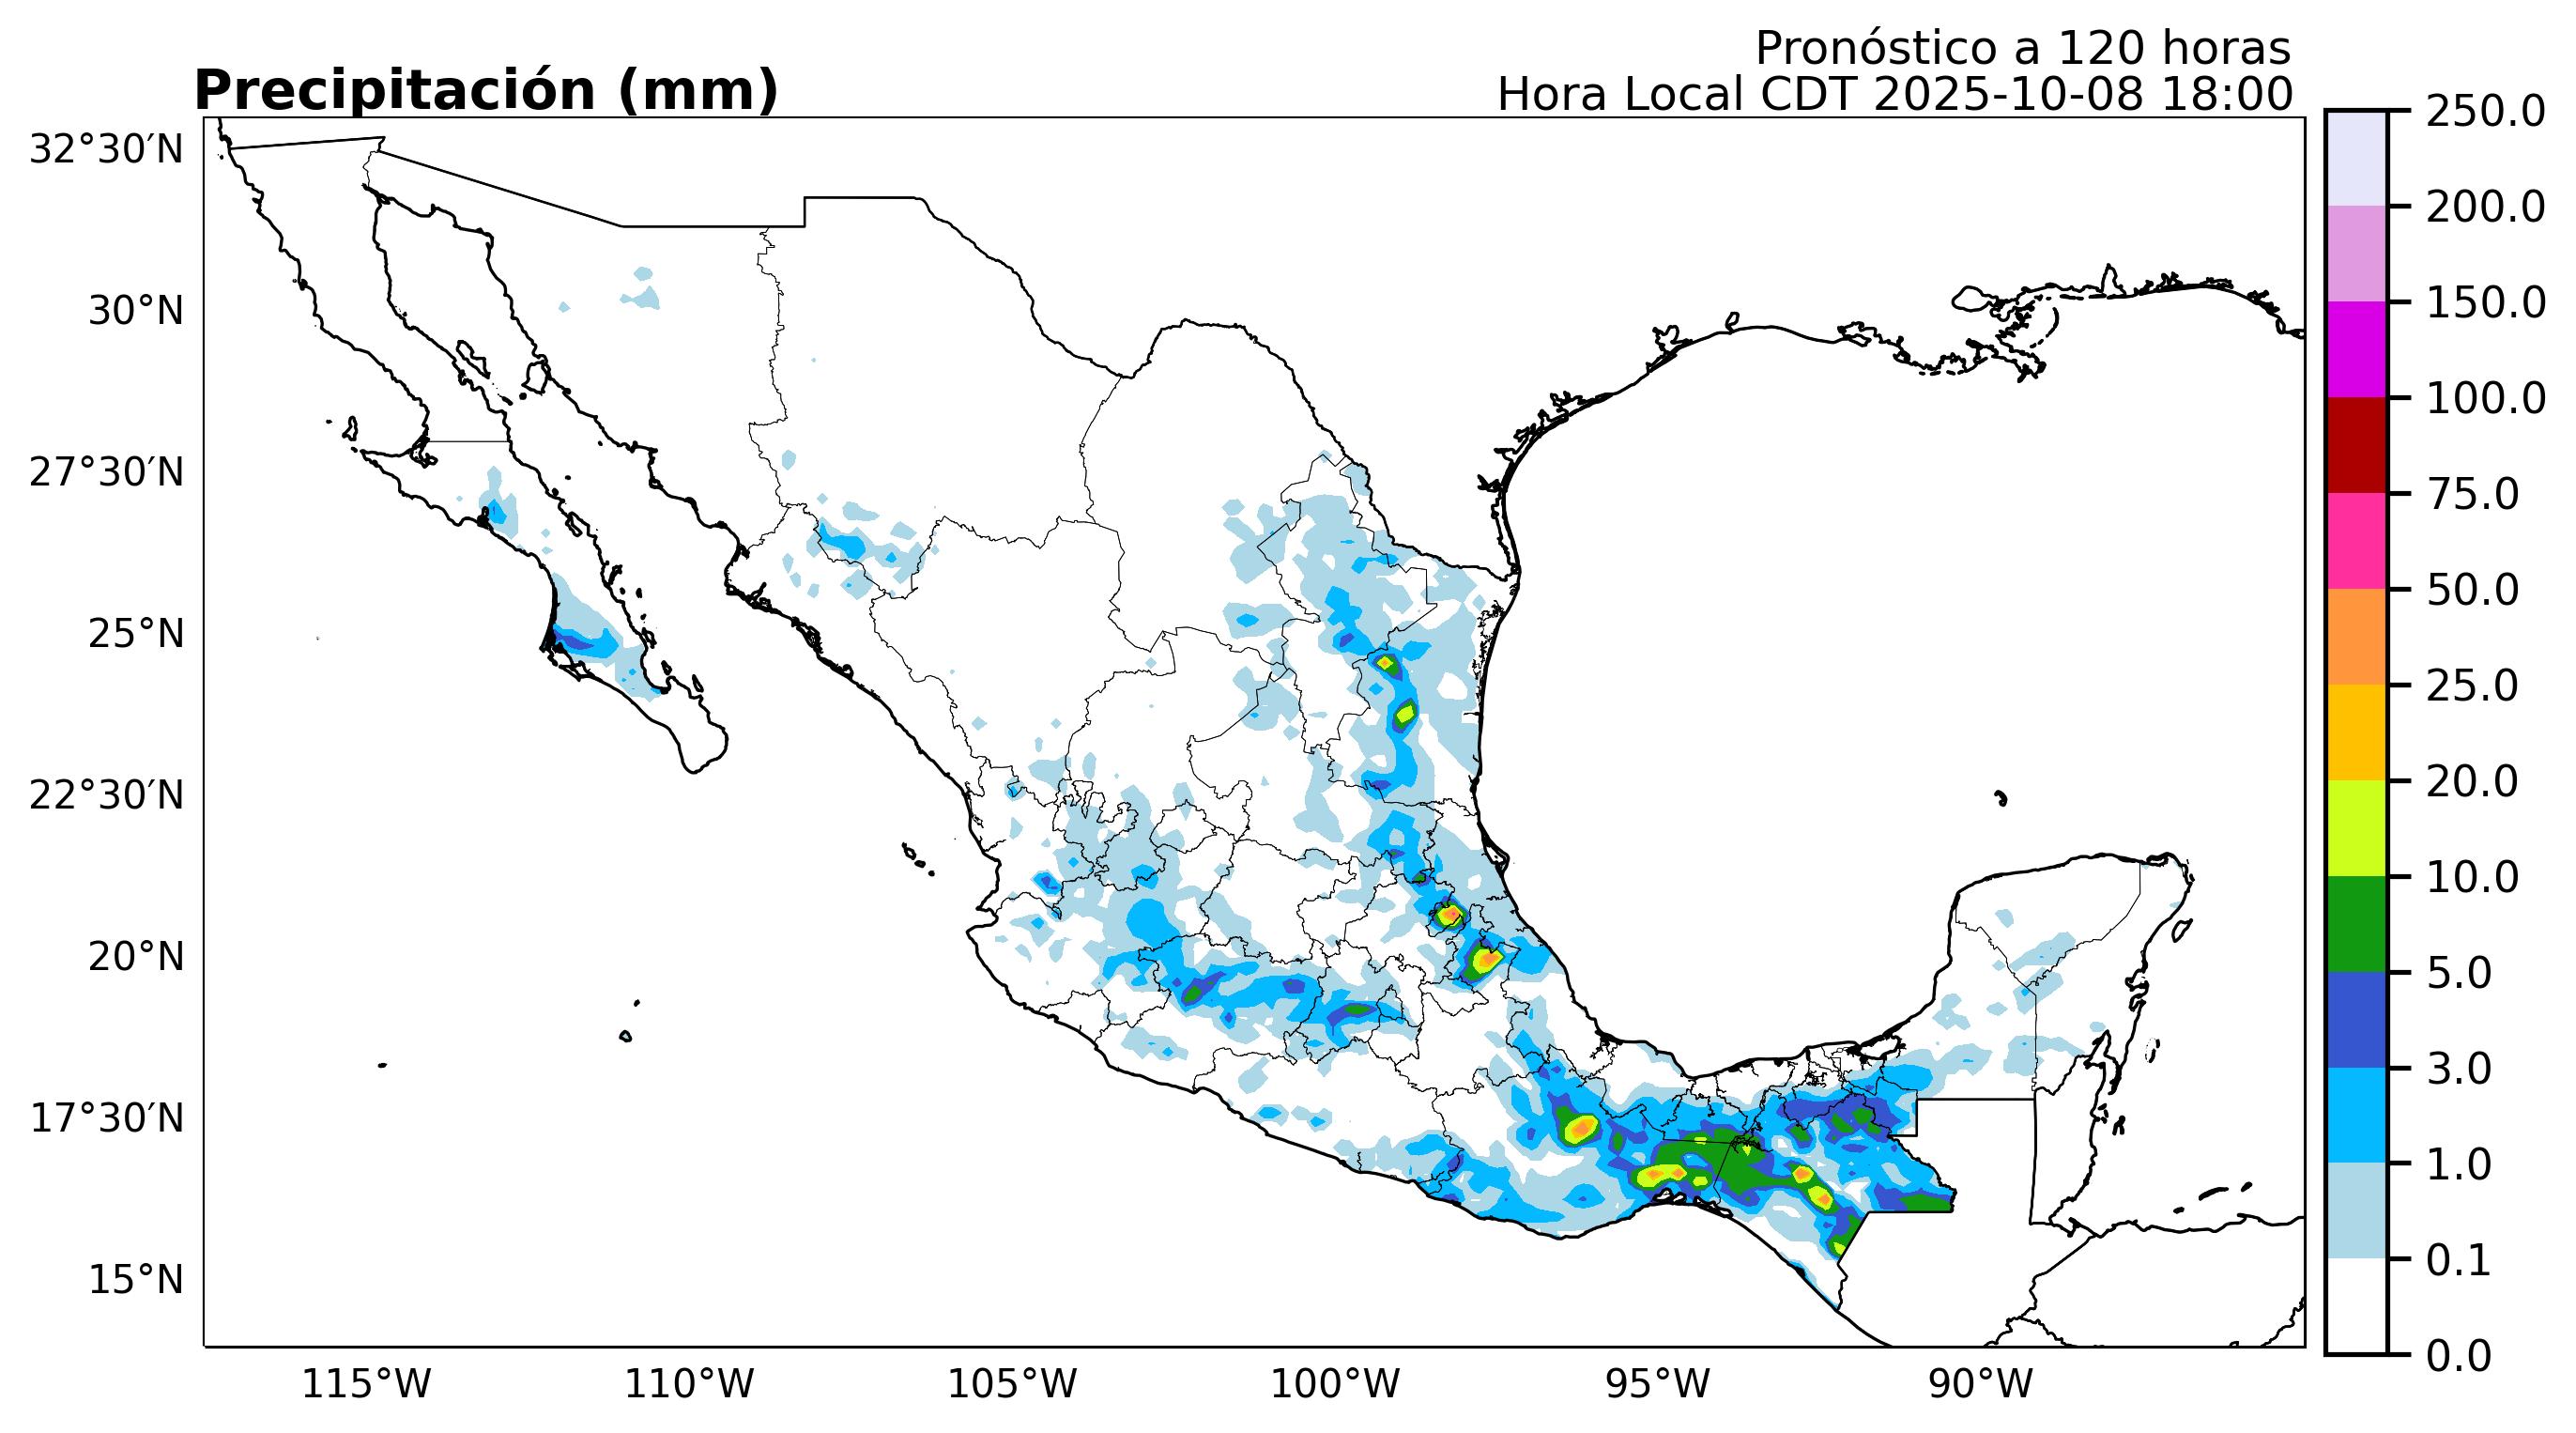 Pronóstico a 120 horas
Precipitación (mm)
Hora Local CDT 2025-10-08 18:00
32°30′N
30°N
27°30′N
25°N
22°30′N
20°N
17°30′N
15°N
115°W
110°W
105°W
100°W
95°W
90°W
250.0
200.0
150.0
100.0
75.0
50.0
25.0
20.0
10.0
5.0
3.0
1.0
0.1
0.0